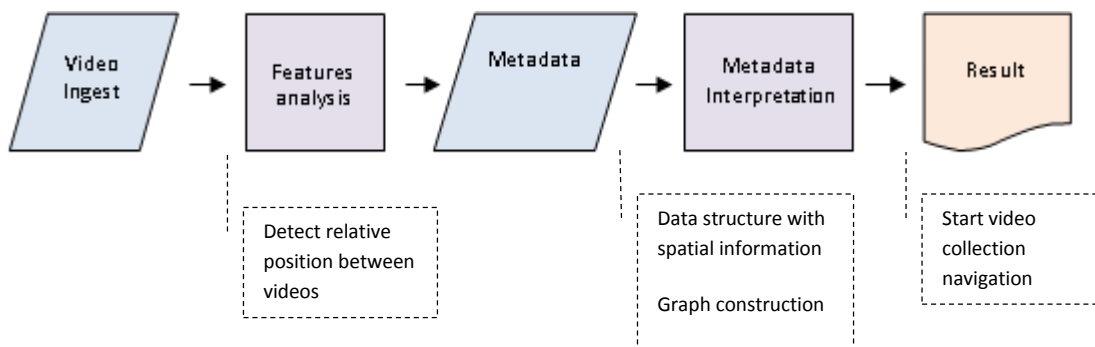 Video
Ingest
Features
analysis
Metadata
Metadata
Interpretation
Result
Detect relative
position between
videos
Data structure with
spatial information
Graph construction
Start video
collection
navigation